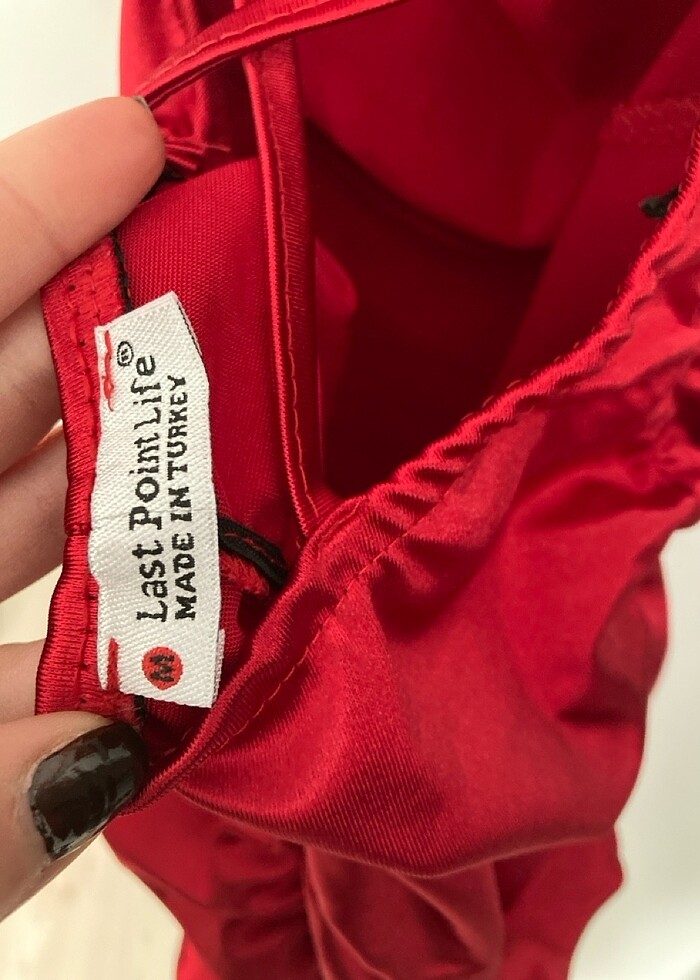 Last Point Life ®
MADE IN TURKEY
M